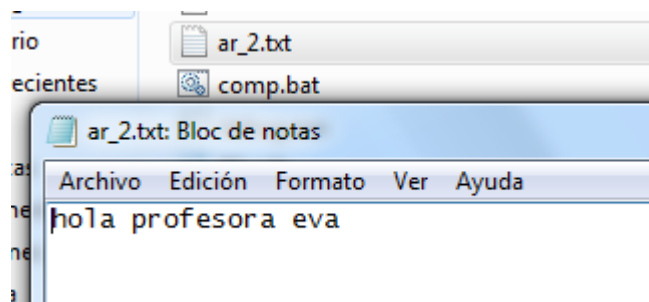 rio
ar_2.txt
ecientes
comp.bat
ar_2.txt: Bloc de notas
Archivo Edición Formato Ver Ayuda
hola profesora eva